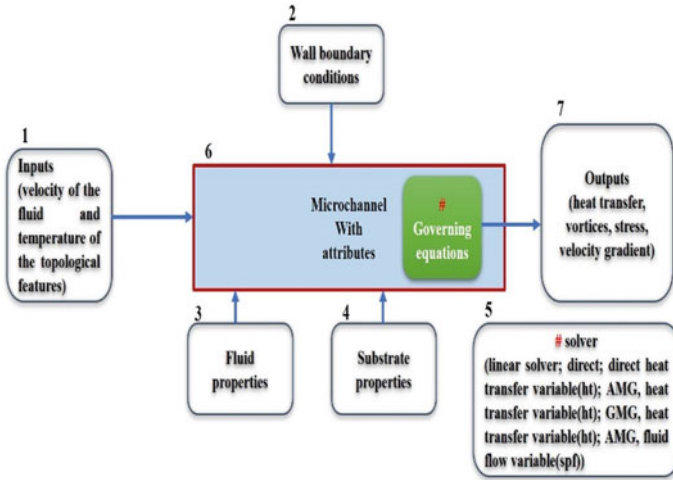 2
Wall boundary
conditions
1
Inputs
(velocity of the
fluid and
temperature of
the topological
features)
6
Microchannel
With
attributes
#
Governing
equations
7
Outputs
(heat transfer,
vortices, stress,
velocity gradient)
3
Fluid
properties
4
Substrate
properties
5
# solver
(linear solver; direct; direct heat
transfer variable(ht); AMG, heat
transfer variable(ht); GMG, heat
transfer variable(ht); AMG, fluid
flow variable(spf))